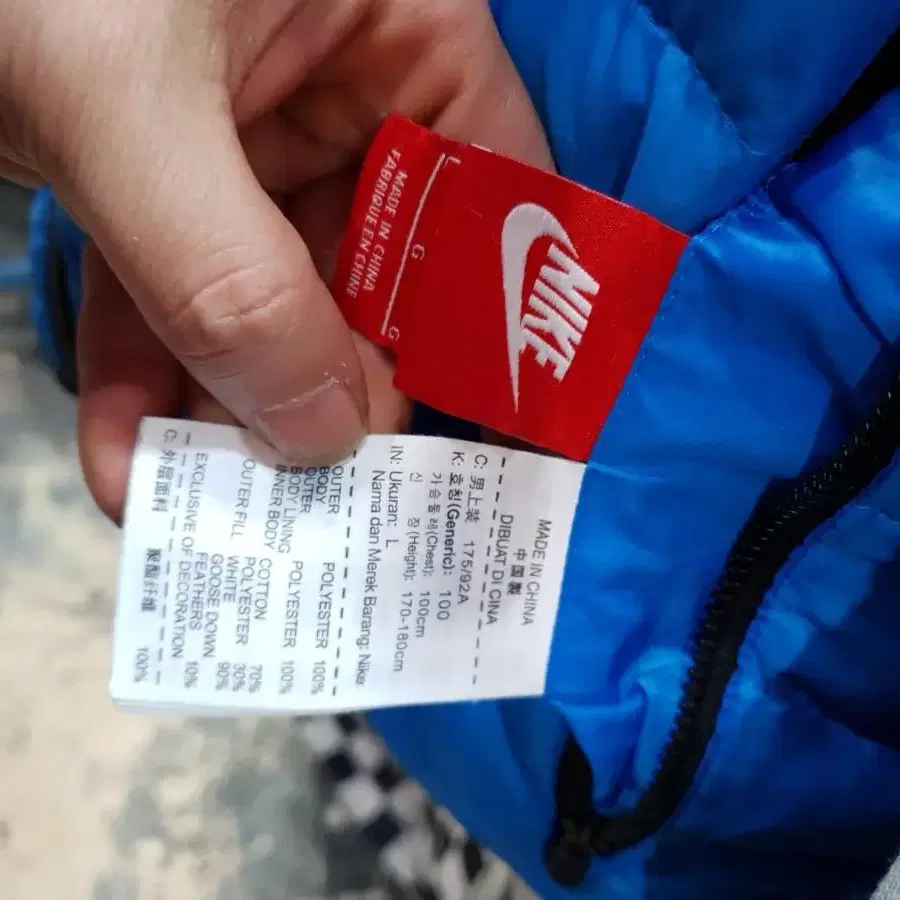 NIKE
L G G
MADE IN CHINA
FABRIQUE EN CHINE
MADE IN CHINA
中国製
DIBUAT DI CINA
C: 男上装 175/92A
K: 호칭(Generic): 100
가슴둘레(Chest): 100cm
신 장(Height): 170-180cm
IN: Ukuran: L
Nama dan Merek Barang: Nike
OUTER
BODY POLYESTER 100%
OUTER
BODY LINING POLYESTER 100%
INNER BODY COTTON 70%
POLYESTER 30%
OUTER FILL WHITE
GOOSE DOWN 90%
FEATHERS 10%
EXCLUSIVE OF DECORATION
C: 外层面料 聚酯纤维 100%